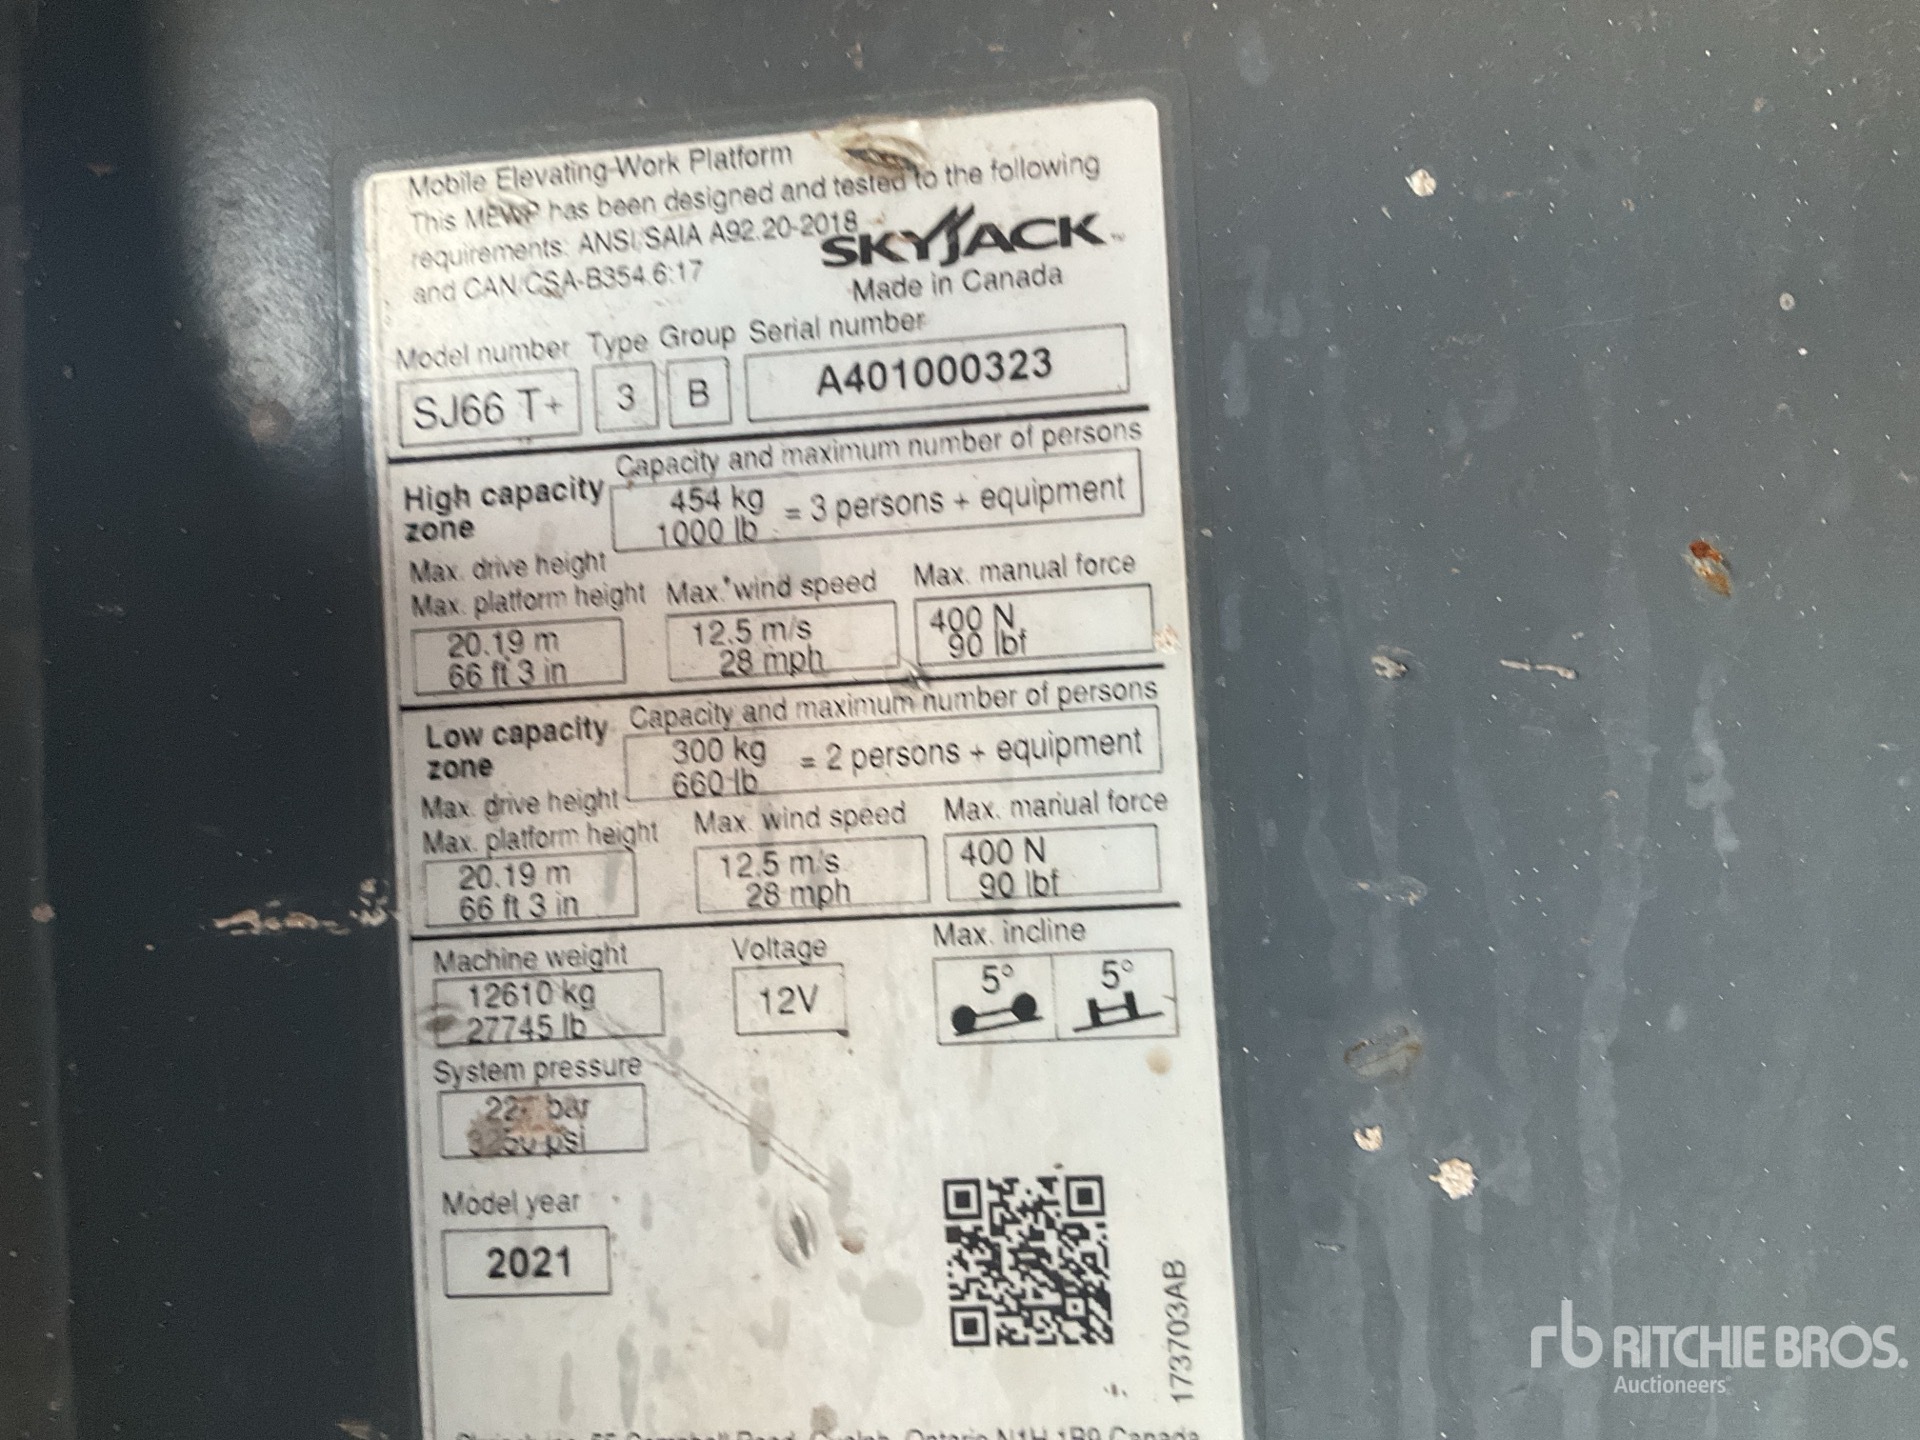 Mobile Elevating Work Platform
This MEWP has been designed and tested to the following
requirements: ANSI/SAIA A92.20-2018
and CAN/CSA-B354.6:17
SKYJACK™
Made in Canada
Model number Type Group Serial number
SJ66 T+ 3 B A401000323
High capacity zone
Capacity and maximum number of persons
454 kg
1000 lb
= 3 persons + equipment
Max. drive height
Max. platform height Max. wind speed Max. manual force
20.19 m 12.5 m/s 400 N
66 ft 3 in 28 mph 90 lbf
Low capacity zone
Capacity and maximum number of persons
300 kg
660 lb
= 2 persons + equipment
Max. drive height
Max. platform height Max. wind speed Max. manual force
20.19 m 12.5 m/s 400 N
66 ft 3 in 28 mph 90 lbf
Machine weight Voltage Max. incline
12610 kg 12V 5° 5°
27745 lb
System pressure
bar
3250 psi
Model year
2021
173703AB
Ontario N1H 1B9 Canada
rb RITCHIE BROS.
Auctioneers